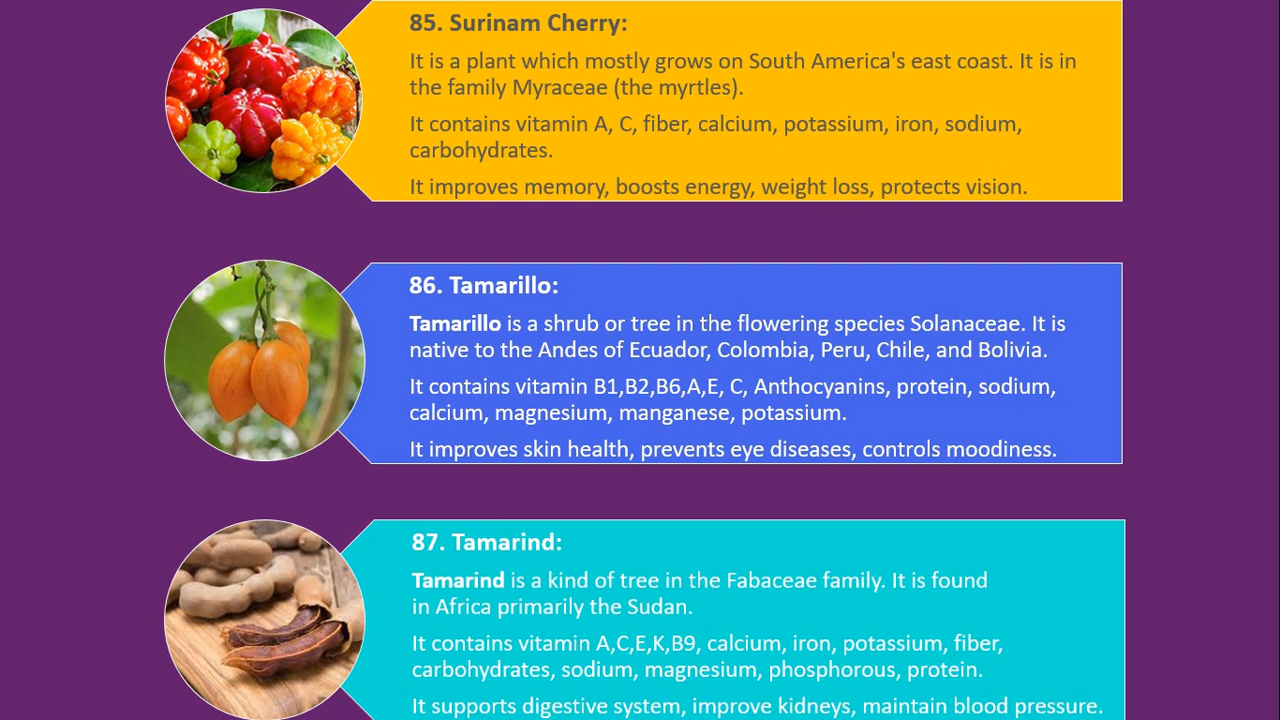 85. Surinam Cherry:
It is a plant which mostly grows on South America's east coast. It is in
the family Myraceae (the myrtles).
It contains vitamin A, C, fiber, calcium, potassium, iron, sodium,
carbohydrates.
It improves memory, boosts energy, weight loss, protects vision.
86. Tamarillo:
Tamarillo is a shrub or tree in the flowering species Solanaceae. It is
native to the Andes of Ecuador, Colombia, Peru, Chile, and Bolivia.
It contains vitamin B1,B2,B6,A,E, C, Anthocyanins, protein, sodium,
calcium, magnesium, manganese, potassium.
It improves skin health, prevents eye diseases, controls moodiness.
87. Tamarind:
Tamarind is a kind of tree in the Fabaceae family. It is found
in Africa primarily the Sudan.
It contains vitamin A,C,E,K,B9, calcium, iron, potassium, fiber,
carbohydrates, sodium, magnesium, phosphorous, protein.
It supports digestive system, improve kidneys, maintain blood pressure.